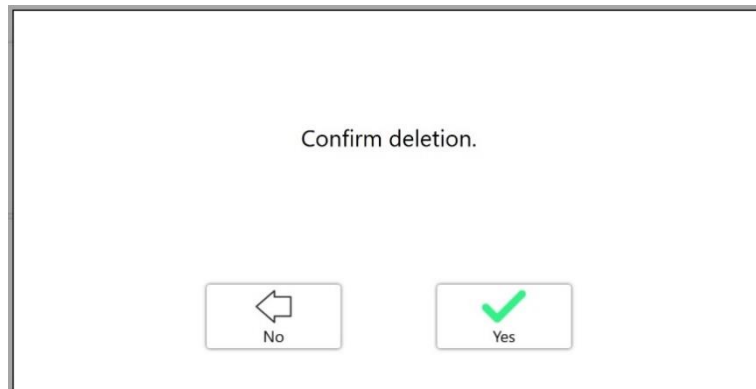 Confirm deletion.
No
Yes